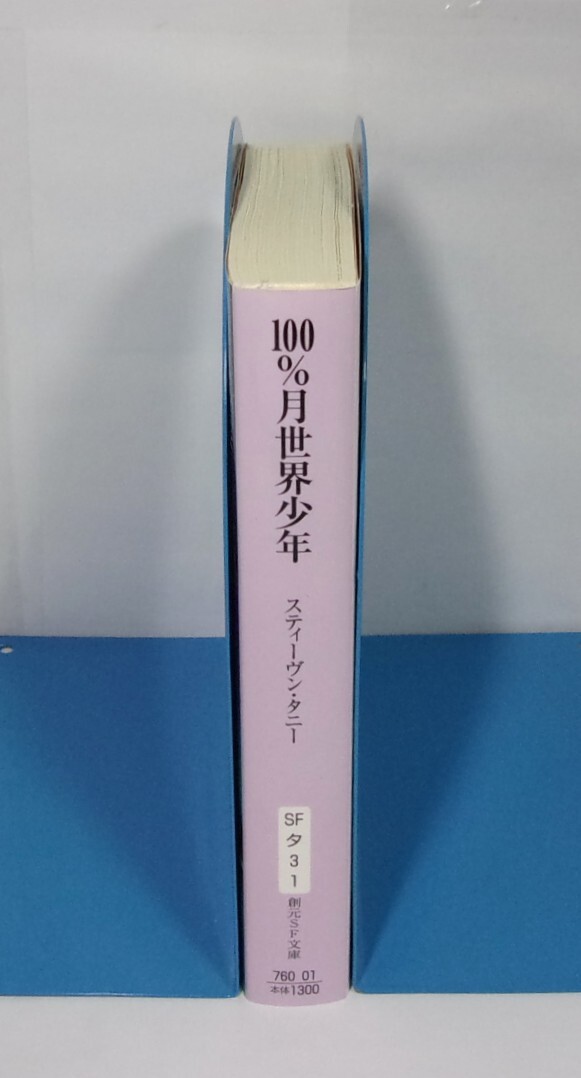 100%月世界少年
スティーヴン・タニー
SF
タ
3
1
創元SF文庫
760 01
本体1300